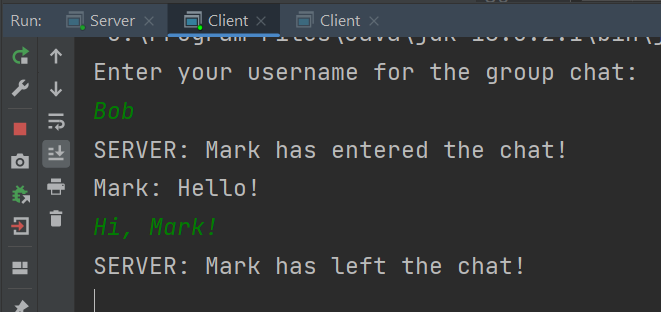 Run: Server × Client × Client ×
Enter your username for the group chat:
Bob
SERVER: Mark has entered the chat!
Mark: Hello!
Hi, Mark!
SERVER: Mark has left the chat!